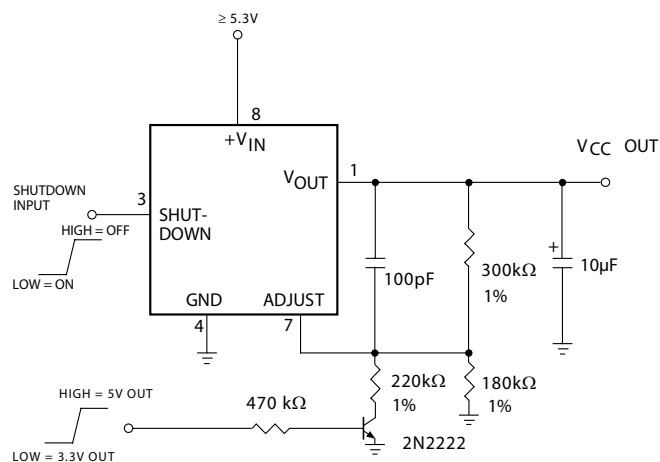 ≥ 5.3V
8
+VIN
1
VCC OUT
VOUT
SHUTDOWN
INPUT
3
SHUT-
DOWN
HIGH = OFF
LOW = ON
100pF
300kΩ
1%
+
10µF
GND
ADJUST
4
7
HIGH = 5V OUT
LOW = 3.3V OUT
470 kΩ
220kΩ
1%
180kΩ
1%
2N2222